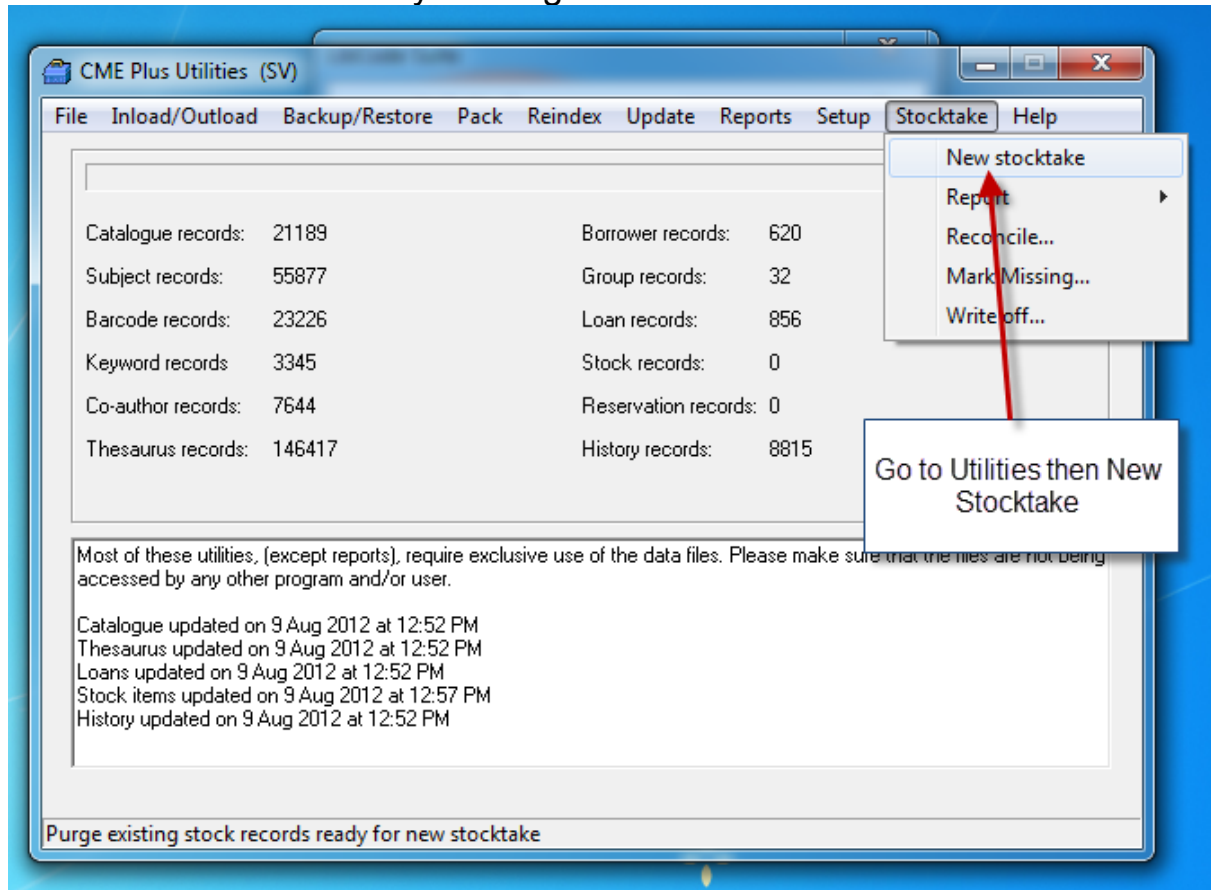 CME Plus Utilities (SV)
File Inload/Outload Backup/Restore Pack Reindex Update Reports Setup Stocktake Help
New stocktake
Report
Reconcile...
Mark Missing...
Write off...
Catalogue records: 21189 Borrower records: 620
Subject records: 55877 Group records: 32
Barcode records: 23226 Loan records: 856
Keyword records 3345 Stock records: 0
Co-author records: 7644 Reservation records: 0
Thesaurus records: 146417 History records: 8815
Go to Utilities then New
Stocktake
Most of these utilities, (except reports), require exclusive use of the data files. Please make sure that the files are not being
accessed by any other program and/or user.
Catalogue updated on 9 Aug 2012 at 12:52 PM
Thesaurus updated on 9 Aug 2012 at 12:52 PM
Loans updated on 9 Aug 2012 at 12:52 PM
Stock items updated on 9 Aug 2012 at 12:57 PM
History updated on 9 Aug 2012 at 12:52 PM
Purge existing stock records ready for new stocktake